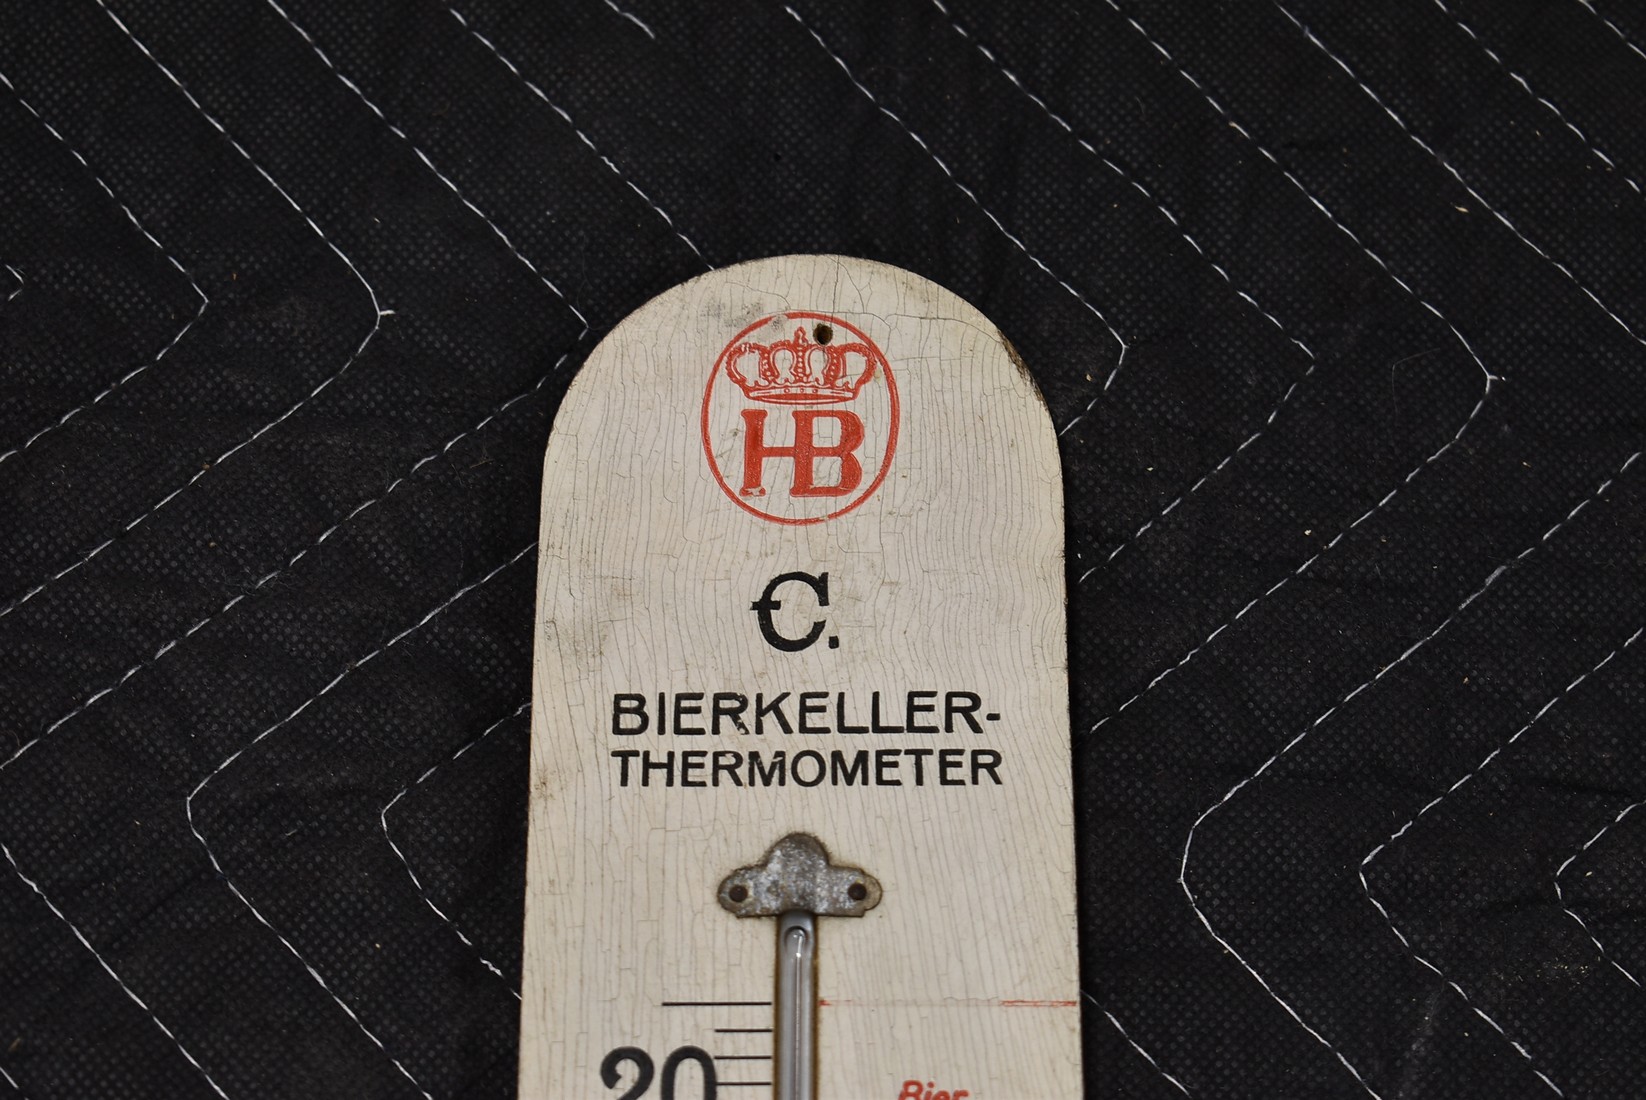 HB
C.
BIERKELLER-
THERMOMETER
20
Bier